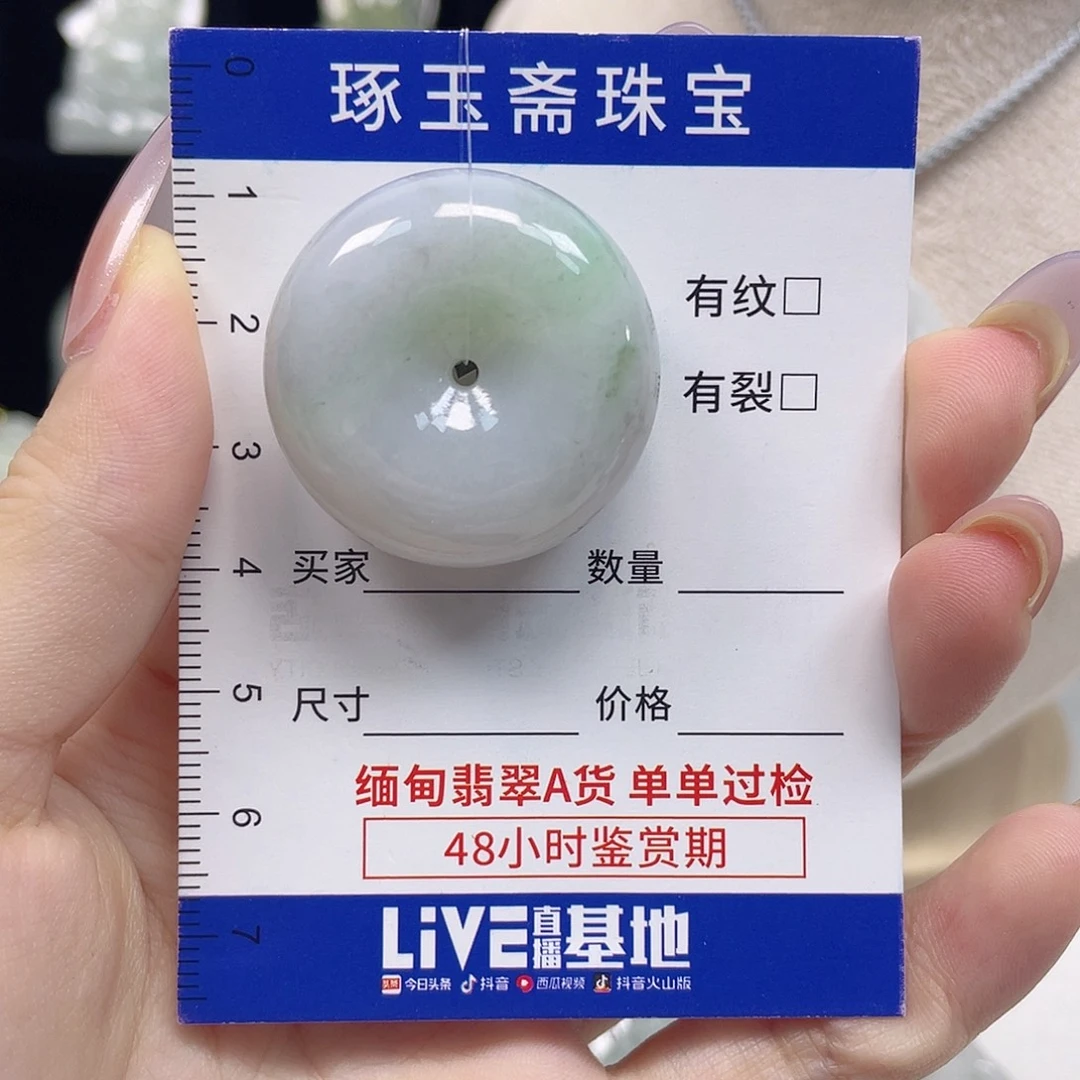 琢玉斋珠宝
0
1
2
3
4
5
6
7
有纹□
有裂□
买家 数量
尺寸 价格
缅甸翡翠A货 单单过检
48小时鉴赏期
LiVE直播基地
头条 今日头条 抖音 西瓜视频 抖音火山版